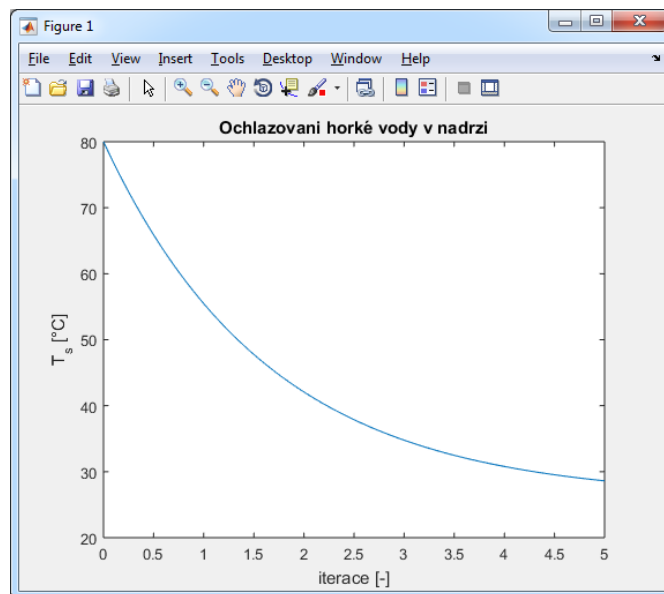 Figure 1
File Edit View Insert Tools Desktop Window Help
Ochlazovani horké vody v nadrzi
80
70
60
50
40
30
20
T_s [°C]
0 0.5 1 1.5 2 2.5 3 3.5 4 4.5 5
iterace [-]